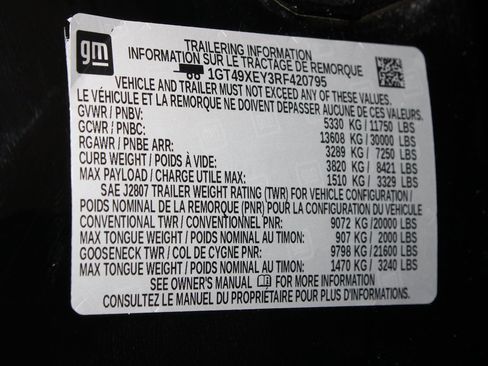 gm
TRAILERING INFORMATION
INFORMATION SUR LE TRACTAGE DE REMORQUE
1GT49XEY3RF420795
VEHICLE AND TRAILER MUST NOT EXCEED ANY OF THESE VALUES.
LE VÉHICULE ET LA REMORQUE NE DOIVENT DÉPASSER AUCUNE DE CES VALEURS.
GVWR / PNBV: 5330 KG / 11750 LBS
GCWR / PNBC: 13608 KG / 30000 LBS
RGAWR / PNBE ARR: 3289 KG / 7250 LBS
CURB WEIGHT / POIDS À VIDE: 3820 KG / 8421 LBS
MAX PAYLOAD / CHARGE UTILE MAX: 1510 KG / 3329 LBS
SAE J2807 TRAILER WEIGHT RATING (TWR) FOR VEHICLE CONFIGURATION /
POIDS NOMINAL DE LA REMORQUE (PNR) POUR LA CONFIGURATION DU VÉHICULE
CONVENTIONAL TWR / CONVENTIONNEL PNR: 9072 KG /20000 LBS
MAX TONGUE WEIGHT / POIDS NOMINAL AU TIMON: 907 KG / 2000 LBS
GOOSENECK TWR / COL DE CYGNE PNR: 9798 KG /21600 LBS
MAX TONGUE WEIGHT / POIDS NOMINAL AU TIMON: 1470 KG / 3240 LBS
SEE OWNER'S MANUAL FOR MORE INFORMATION
CONSULTEZ LE MANUEL DU PROPRIÉTAIRE POUR PLUS D'INFORMATION